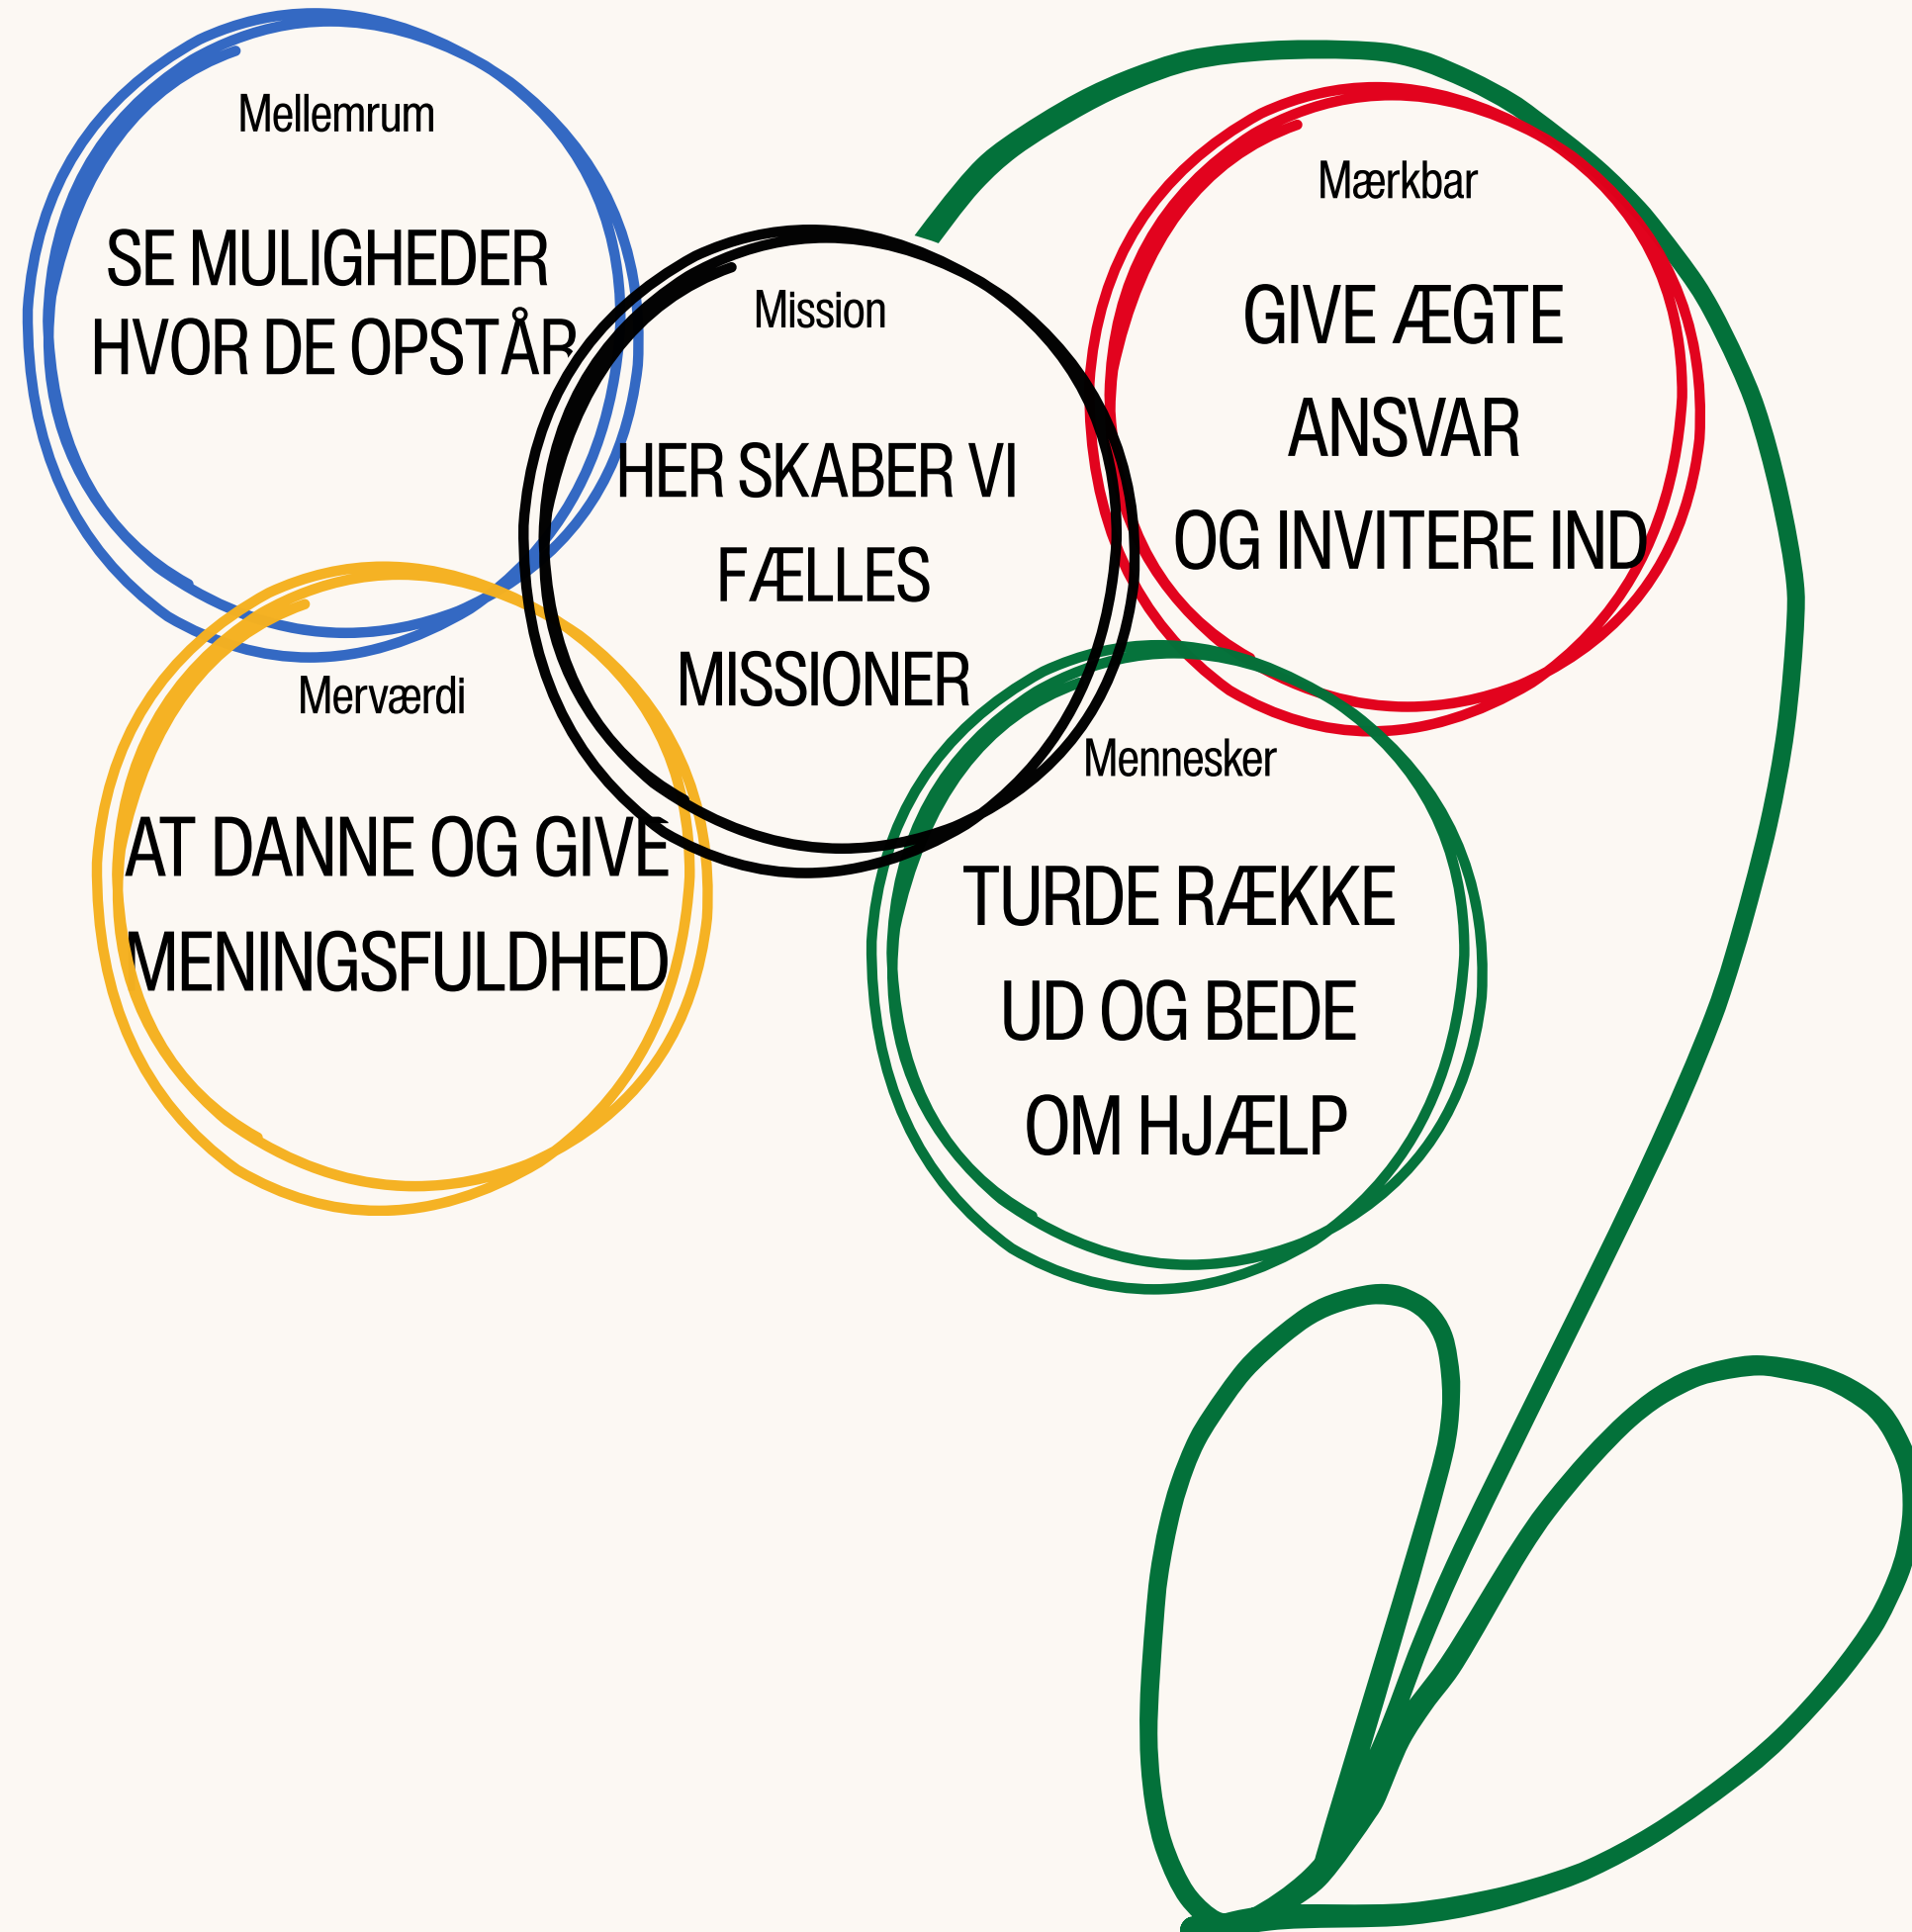 Mellemrum
SE MULIGHEDER
HVOR DE OPSTÅR
Mission
HER SKABER VI
FÆLLES
MISSIONER
Mærkbar
GIVE ÆGTE
ANSVAR
OG INVITERE IND
Merværdi
AT DANNE OG GIVE
MENINGSFULDHED
Mennesker
TURDE RÆKKE
UD OG BEDE
OM HJÆLP